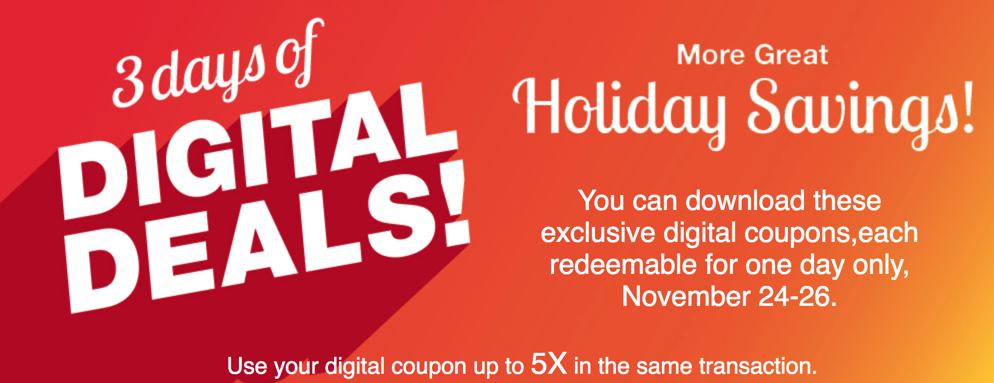 3 days of
DIGITAL
DEALS!
More Great
Holiday Savings!
You can download these
exclusive digital coupons,each
redeemable for one day only,
November 24-26.
Use your digital coupon up to 5X in the same transaction.